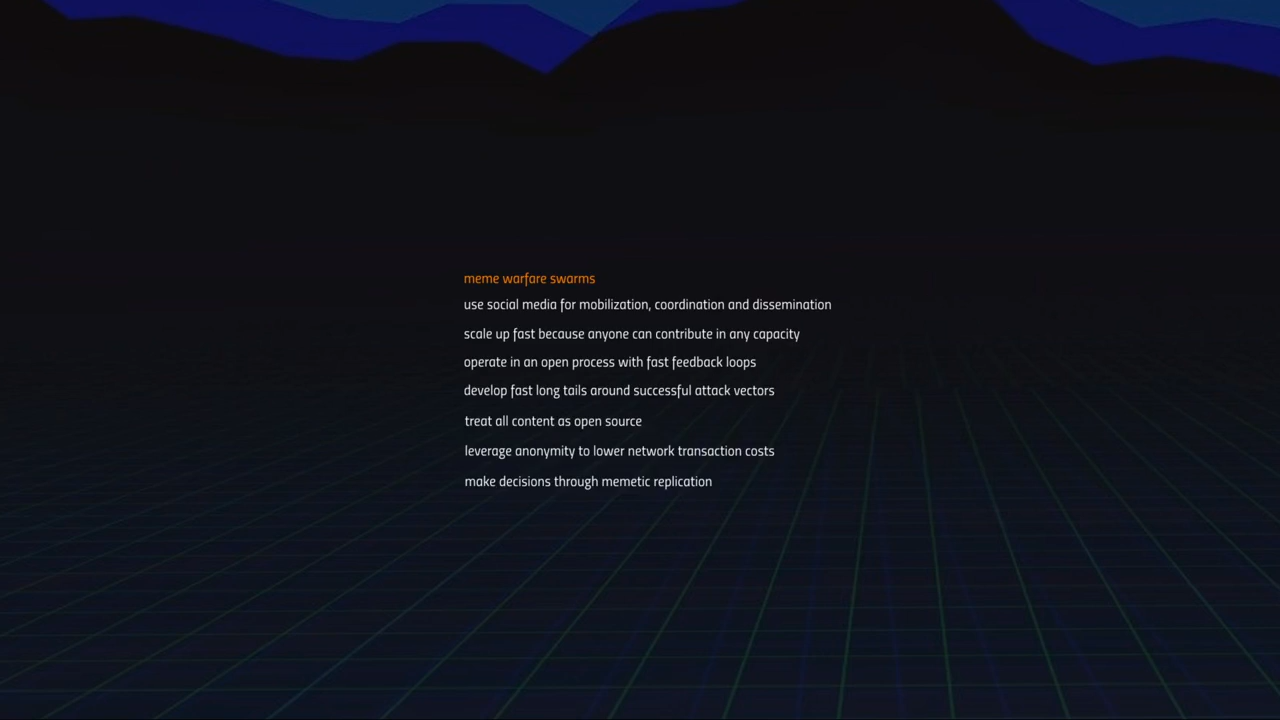 meme warfare swarms
use social media for mobilization, coordination and dissemination
scale up fast because anyone can contribute in any capacity
operate in an open process with fast feedback loops
develop fast long tails around successful attack vectors
treat all content as open source
leverage anonymity to lower network transaction costs
make decisions through memetic replication